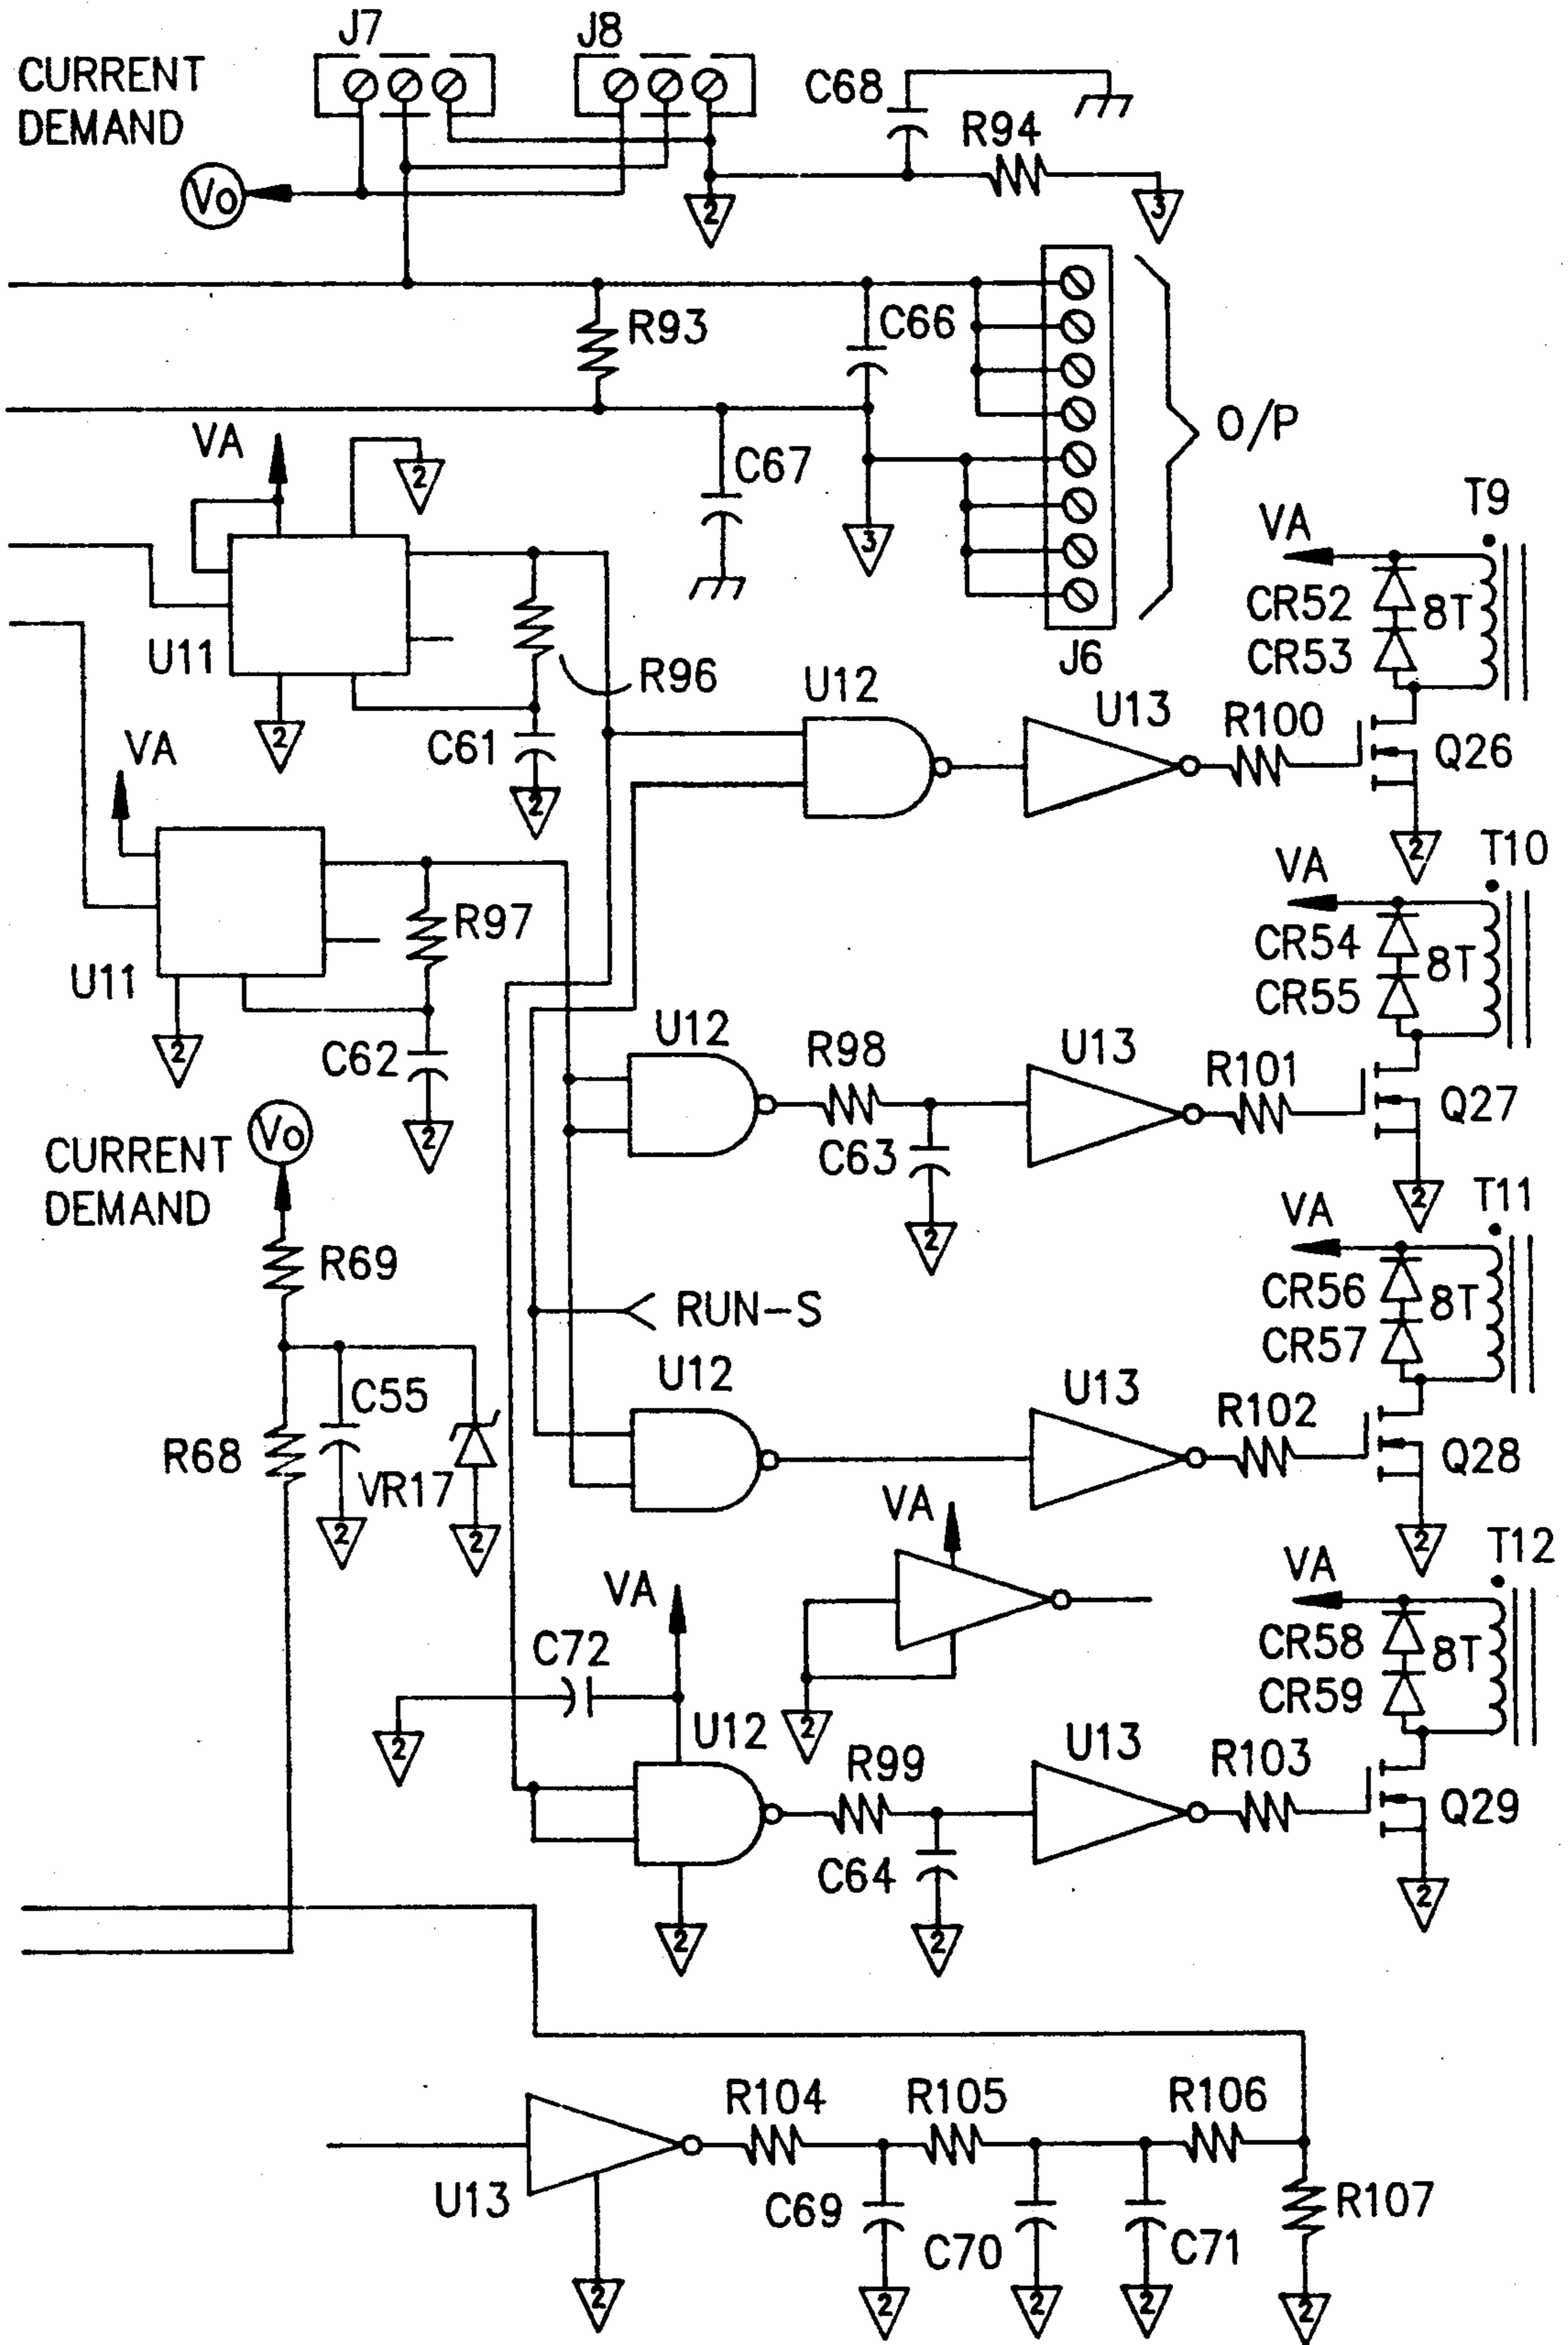 J7
J8
CURRENT
DEMAND
C68
R94
Vo
2
3
R93
C66
O/P
VA
2
C67
3
T9
VA
CR52
8T
CR53
U11
J6
R96
U12
U13
R100
Q26
2
C61
VA
2
2
T10
VA
R97
CR54
8T
CR55
U11
U12
R98
U13
R101
Q27
2
C62
C63
Vo
2
CURRENT
DEMAND
2
2
T11
VA
R69
CR56
8T
RUN-S
CR57
U12
C55
U13
R102
R68
Q28
VR17
VA
2
2
2
T12
VA
VA
CR58
8T
C72
CR59
2
2
U12
R99
U13
R103
Q29
C64
2
2
2
R104
R105
R106
U13
C69
R107
C70
C71
2
2
2
2
2